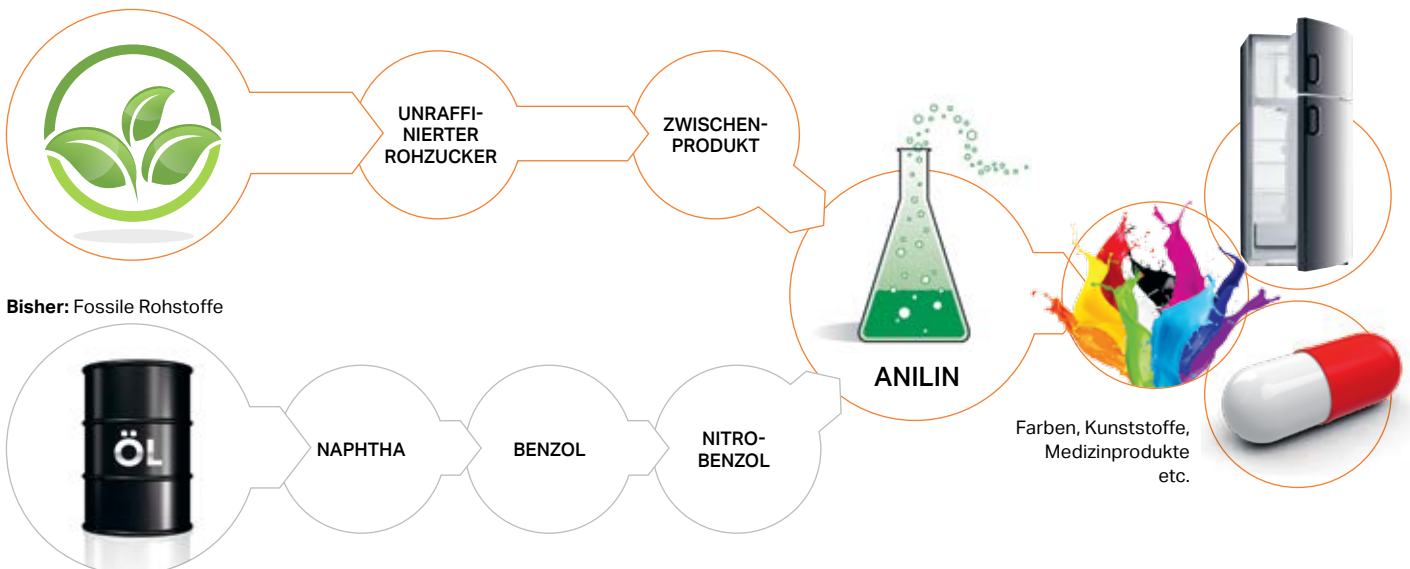 UNRAFFI-
NIERTER
ROHZUCKER
ZWISCHEN-
PRODUKT
Bisher: Fossile Rohstoffe
ÖL
NAPHTHA
BENZOL
NITRO-
BENZOL
ANILIN
Farben, Kunststoffe,
Medizinprodukte
etc.